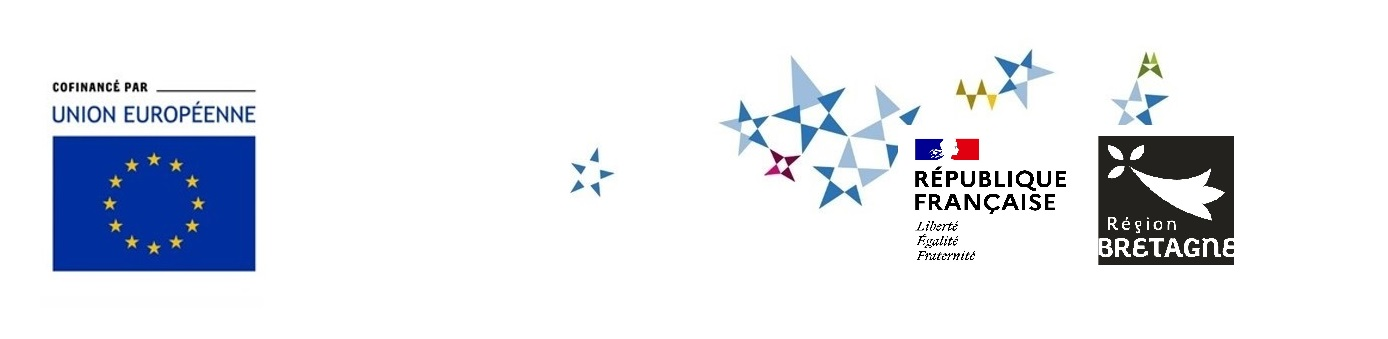 COFINANCÉ PAR
UNION EUROPÉENNE
RÉPUBLIQUE
FRANÇAISE
Liberté
Égalité
Fraternité
Région
BRETAGNE